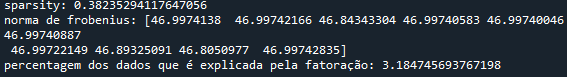 sparsity: 0.38235294117647056
norma de frobenius: [46.9974138  46.99742166 46.84343304 46.99740583 46.99740046
46.99740887
 46.99722149 46.89325091 46.8050977  46.99742835]
percentagem dos dados que é explicada pela fatoração: 3.184745693767198